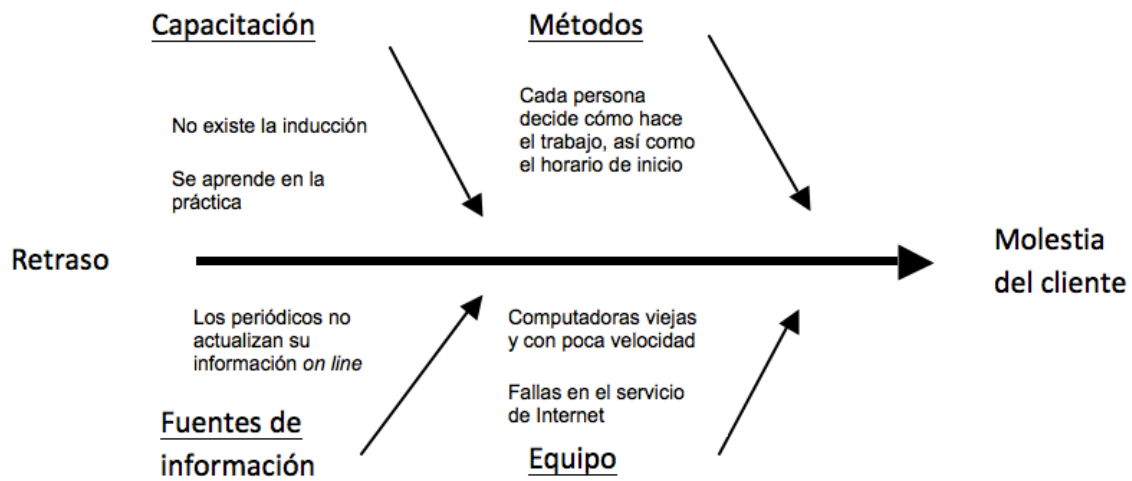 Capacitación
No existe la inducción
Se aprende en la
práctica
Métodos
Cada persona
decide cómo hace
el trabajo, así como
el horario de inicio
Retraso
Molestia
del cliente
Los periódicos no
actualizan su
información on line
Fuentes de
información
Computadoras viejas
y con poca velocidad
Fallas en el servicio
de Internet
Equipo